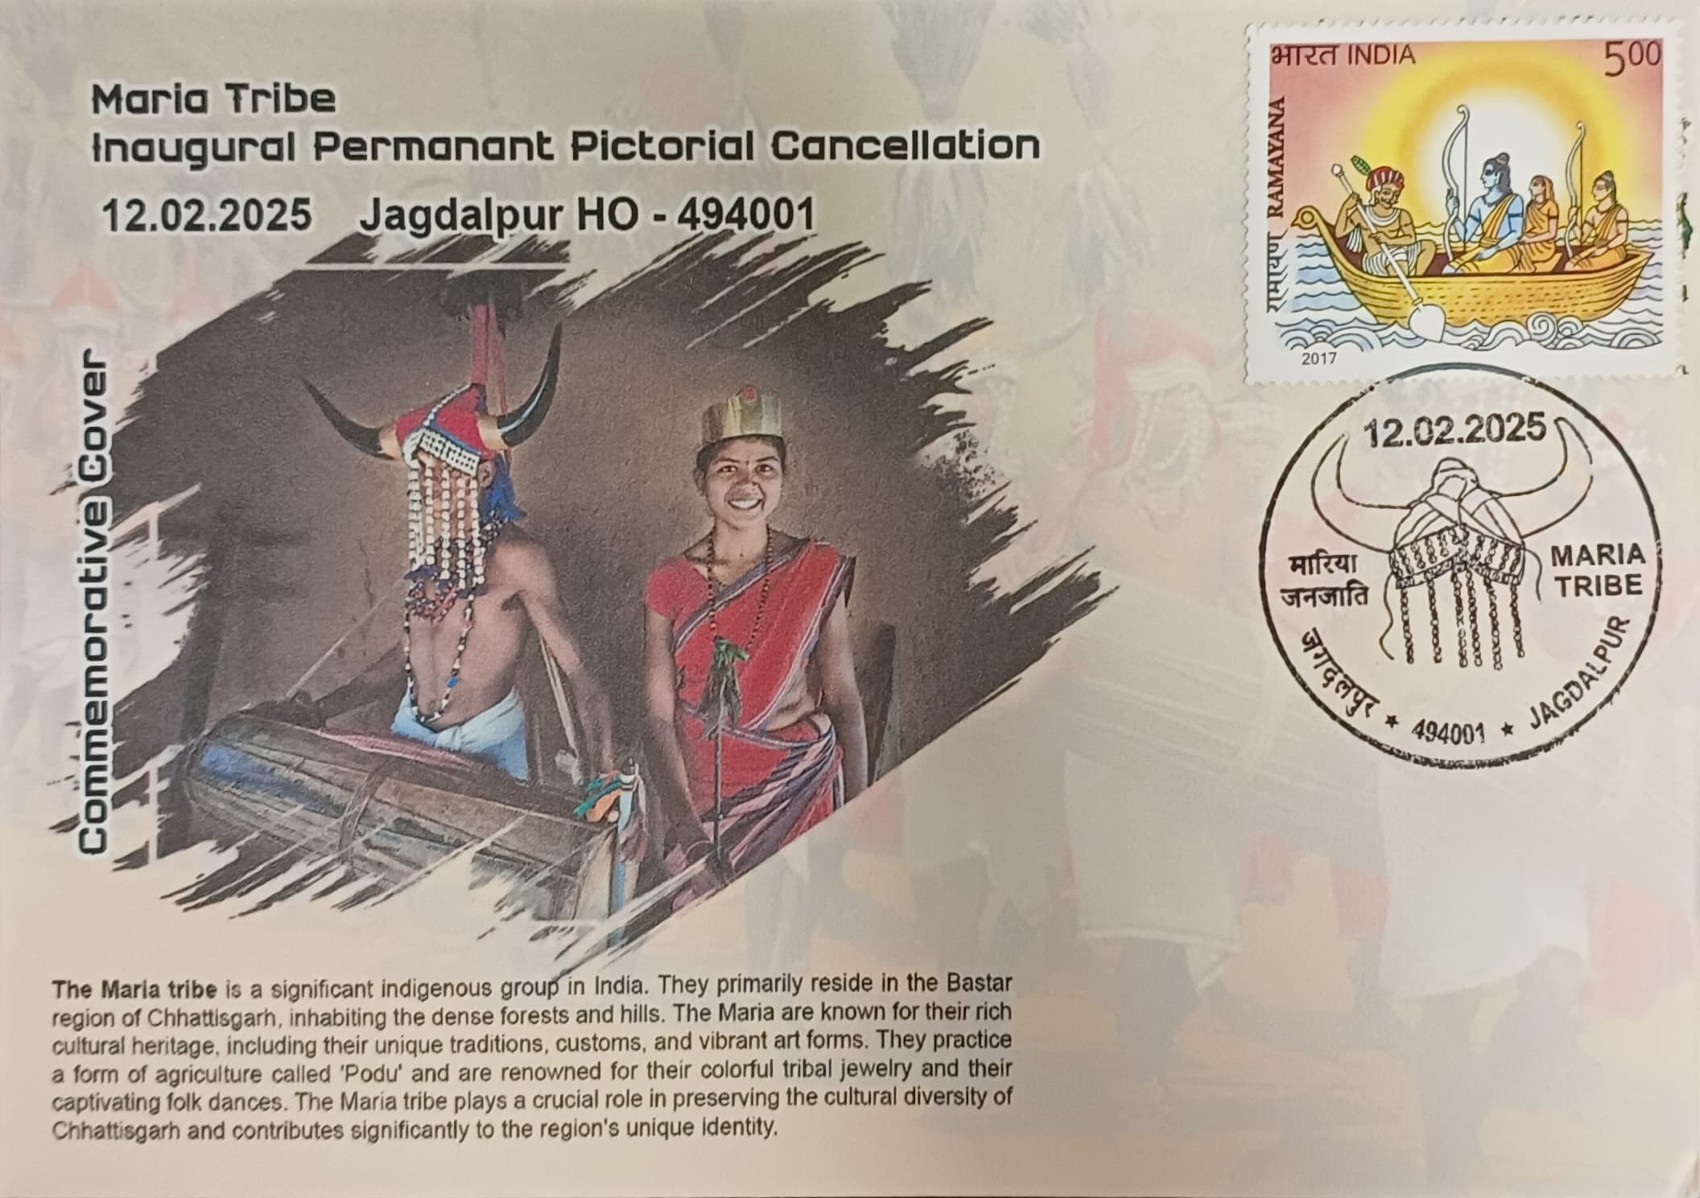 Maria Tribe
Inaugural Permanant Pictorial Cancellation
12.02.2025 Jagdalpur HO - 494001
Commemorative Cover
भारत INDIA 500
रामायण RAMAYANA
2017
12.02.2025
मारिया
जनजाति
MARIA
TRIBE
जगदलपुर ★ 494001 ★ JAGDALPUR
The Maria tribe is a significant indigenous group in India. They primarily reside in the Bastar
region of Chhattisgarh, inhabiting the dense forests and hills. The Maria are known for their rich
cultural heritage, including their unique traditions, customs, and vibrant art forms. They practice
a form of agriculture called 'Podu' and are renowned for their colorful tribal jewelry and their
captivating folk dances. The Maria tribe plays a crucial role in preserving the cultural diversity of
Chhattisgarh and contributes significantly to the region's unique identity.